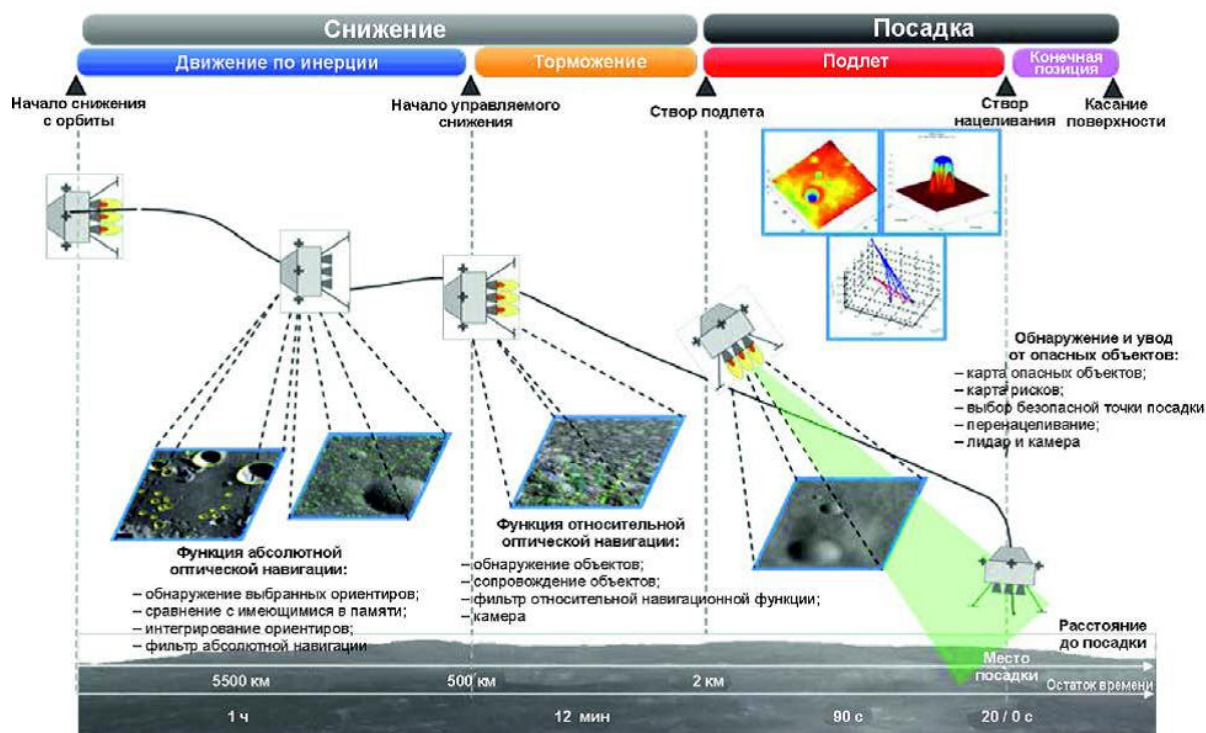 Снижение
Посадка
Движение по инерции
Торможение
Подлет
Конечная
позиция
Начало снижения
с орбиты
Начало управляемого
снижения
Створ подлета
Створ
нацеливания
Касание
поверхности
Обнаружение и увод
от опасных объектов:
– карта опасных объектов;
– карта рисков;
– выбор безопасной точки посадки
– перенацеливание;
– лидар и камера
Функция абсолютной
оптической навигации:
– обнаружение выбранных ориентиров;
– сравнение с имеющимися в памяти;
– интегрирование ориентиров;
– фильтр абсолютной навигации
Функция относительной
оптической навигации:
– обнаружение объектов;
– сопровождение объектов;
– фильтр относительной навигационной функции;
– камера
Расстояние
до посадки
Место
посадки
5500 км
500 км
2 км
Остаток времени
1 ч
12 мин
90 с
20 / 0 с